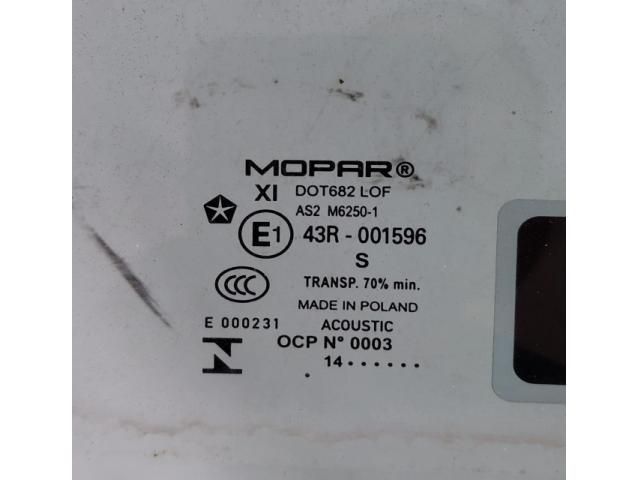 MOPAR®
XI DOT682 LOF
AS2 M6250-1
E1 43R - 001596
S
CCC TRANSP. 70% min.
MADE IN POLAND
E 000231 ACOUSTIC
OCP N° 0003
14 . . . . . .